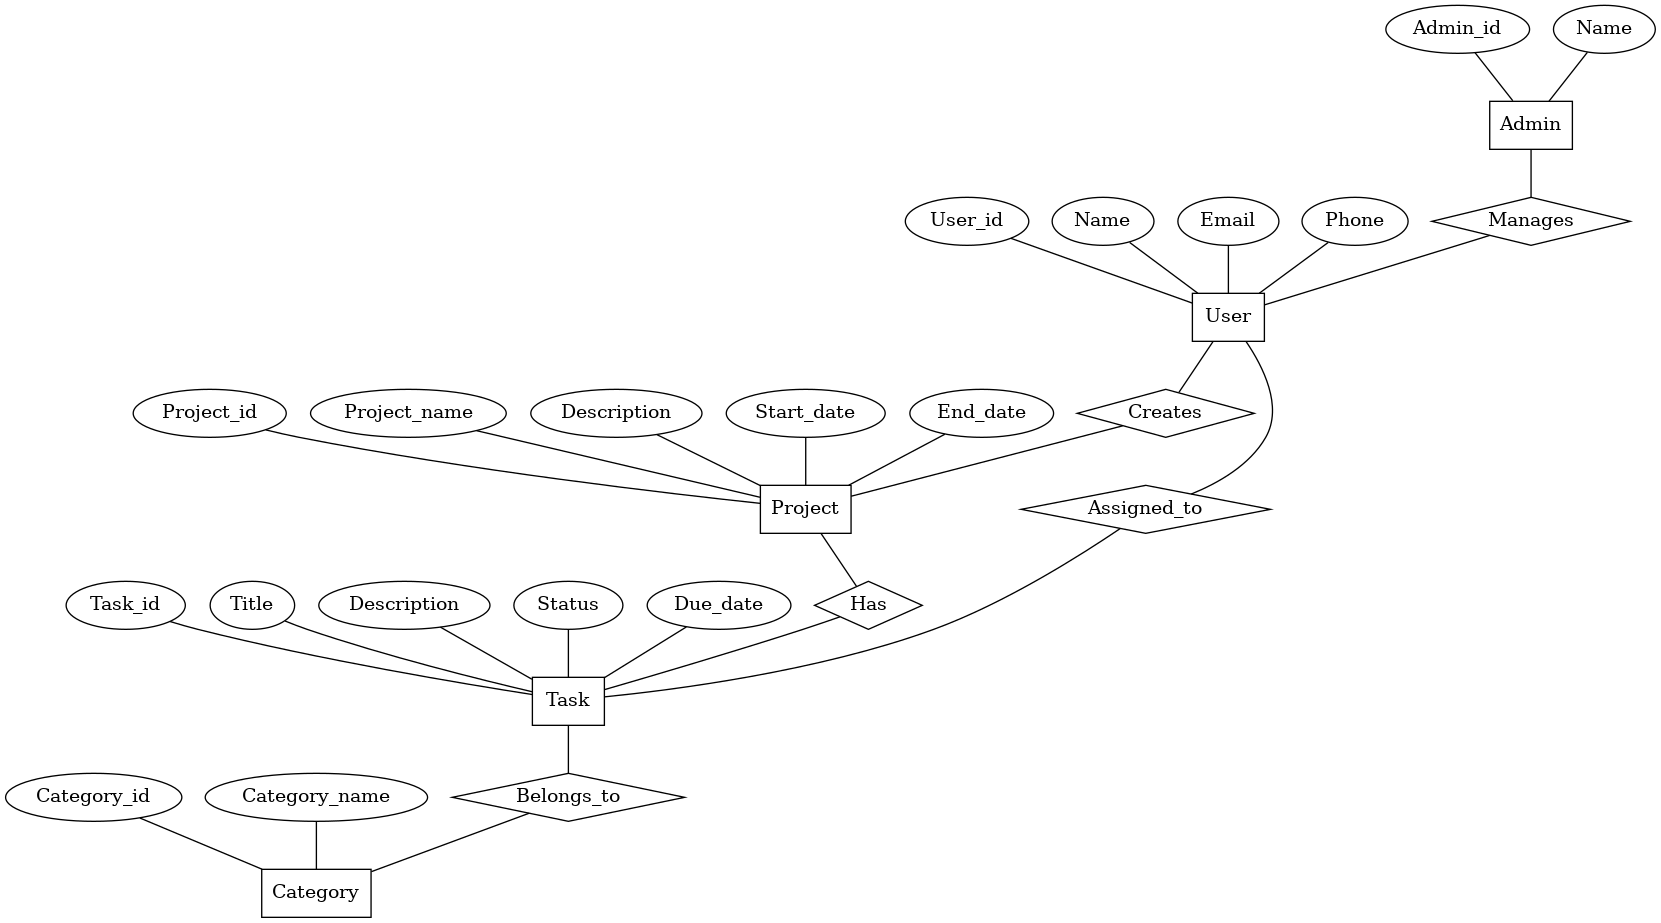 Admin_id
Name
Admin
User_id
Name
Email
Phone
Manages
User
Project_id
Project_name
Description
Start_date
End_date
Creates
Project
Assigned_to
Task_id
Title
Description
Status
Due_date
Has
Task
Category_id
Category_name
Belongs_to
Category